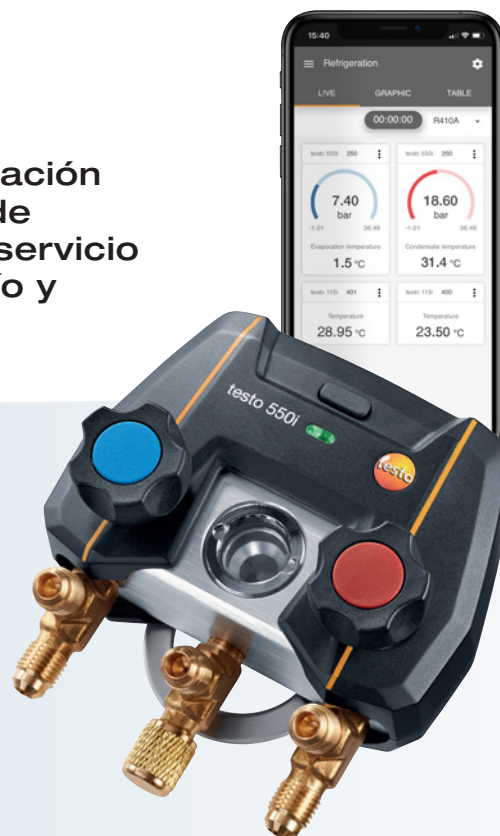 15:40
Refrigeration
LIVE GRAPHIC TABLE
00:00:00 R410A
testo 550i 250 testo 550i 250
7.40 18.60
bar bar
-1.01 36.49 -1.01 36.49
Evaporation temperature Condensate temperature
1.5 °C 31.4 °C
testo 115i 401 testo 115i 400
Temperature Temperature
28.95 °C 23.50 °C
ación
de
servicio
ío y
testo 550i
testo